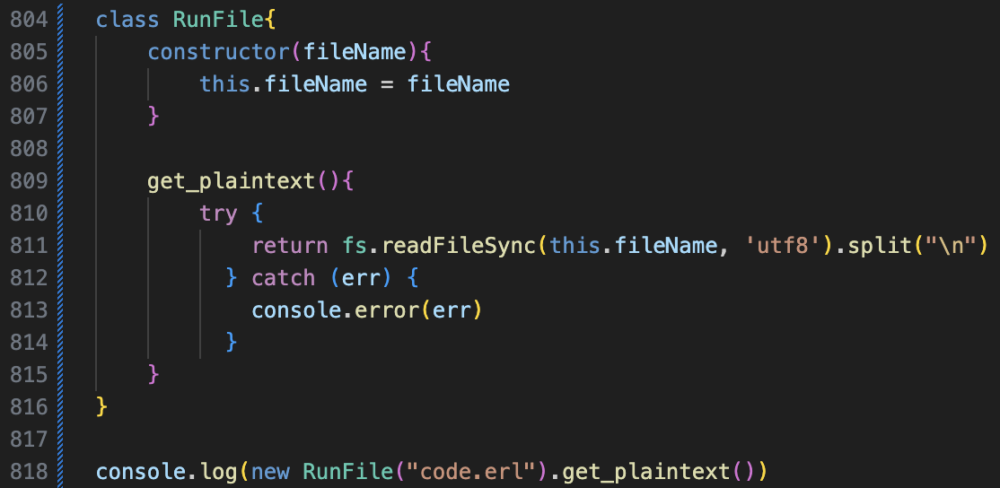 804 class RunFile{
805 constructor(fileName){
806 this.fileName = fileName
807 }
808
809 get_plaintext(){
810 try {
811 return fs.readFileSync(this.fileName, 'utf8').split("\n")
812 } catch (err) {
813 console.error(err)
814 }
815 }
816 }
817
818 console.log(new RunFile("code.erl").get_plaintext())